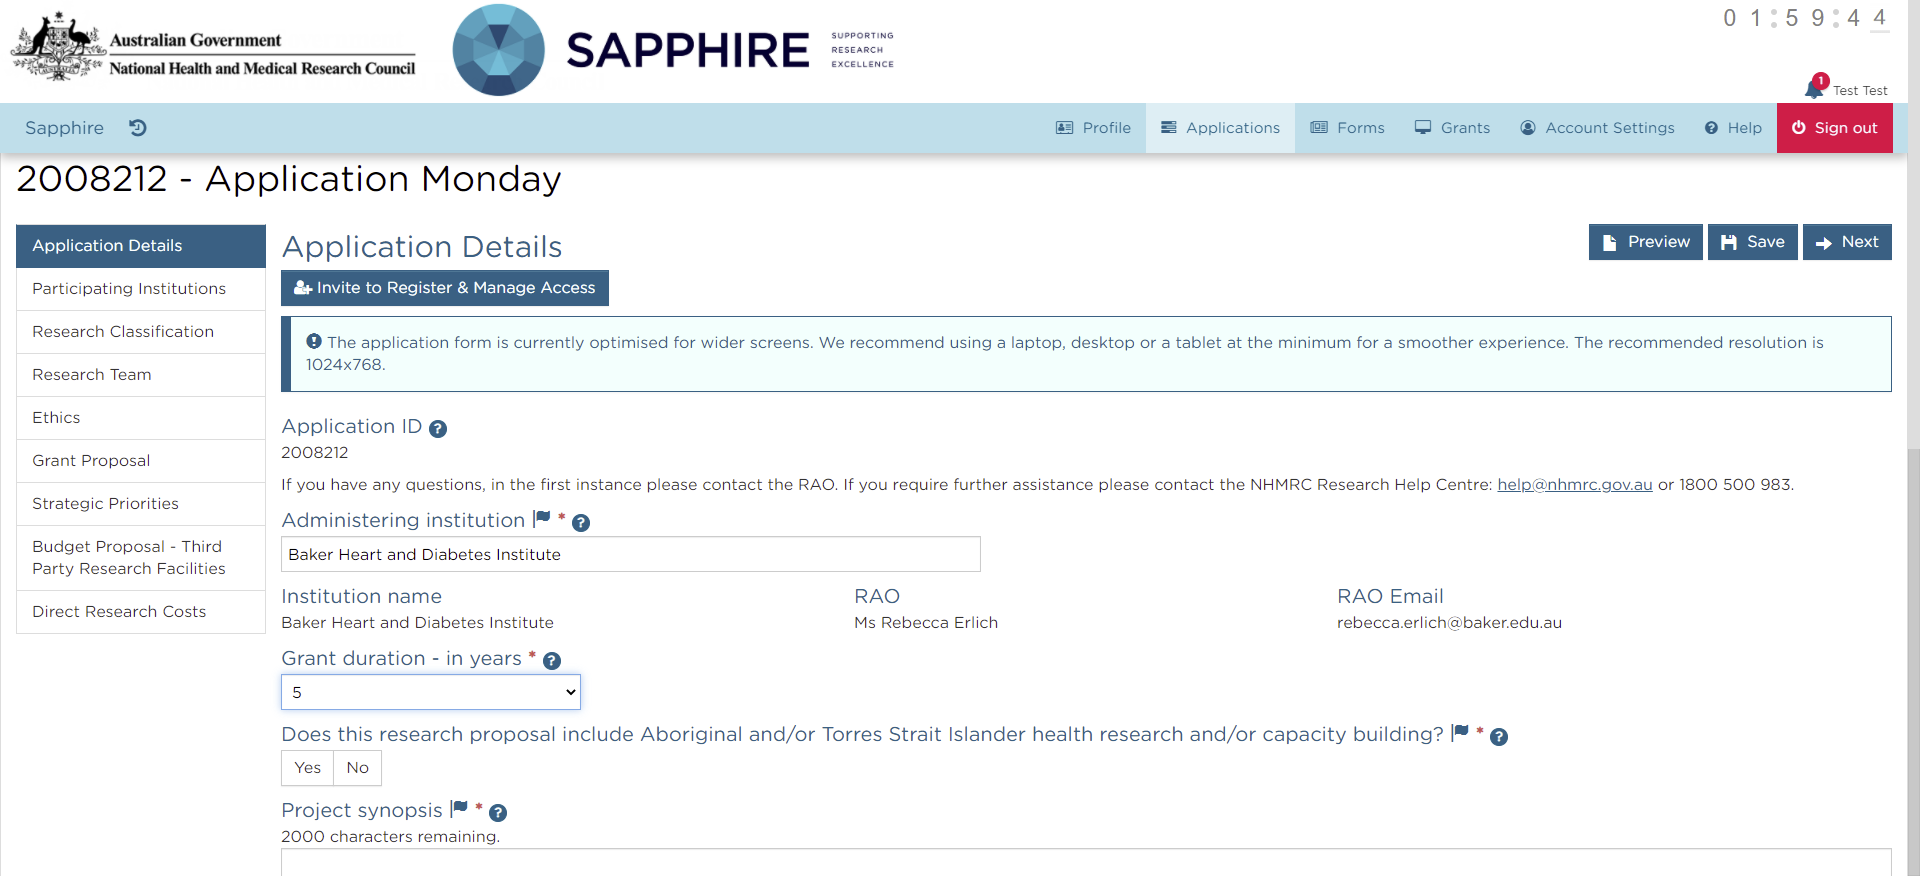 Australian Government
National Health and Medical Research Council
SAPPHIRE
SUPPORTING
RESEARCH
EXCELLENCE
01:59:44
1
Test Test
Sapphire
Profile
Applications
Forms
Grants
Account Settings
Help
Sign out
2008212 - Application Monday
Application Details
Participating Institutions
Research Classification
Research Team
Ethics
Grant Proposal
Strategic Priorities
Budget Proposal - Third
Party Research Facilities
Direct Research Costs
Application Details
Preview
Save
Next
Invite to Register & Manage Access
The application form is currently optimised for wider screens. We recommend using a laptop, desktop or a tablet at the minimum for a smoother experience. The recommended resolution is
1024x768.
Application ID
2008212
If you have any questions, in the first instance please contact the RAO. If you require further assistance please contact the NHMRC Research Help Centre: help@nhmrc.gov.au or 1800 500 983.
Administering institution *
Baker Heart and Diabetes Institute
Institution name
Baker Heart and Diabetes Institute
RAO
Ms Rebecca Erlich
RAO Email
rebecca.erlich@baker.edu.au
Grant duration - in years *
5
Does this research proposal include Aboriginal and/or Torres Strait Islander health research and/or capacity building? *
Yes No
Project synopsis *
2000 characters remaining.